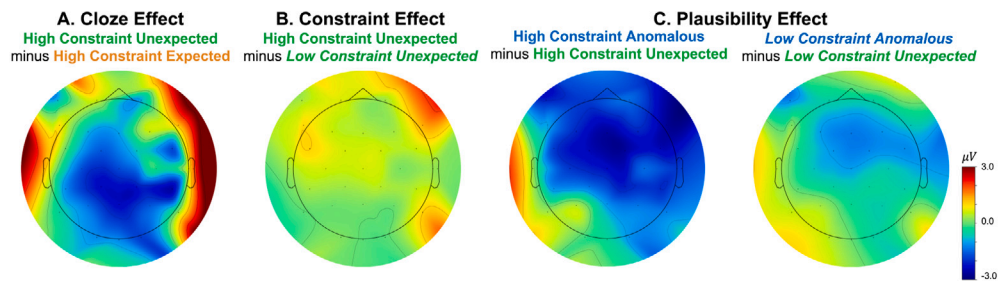 A. Cloze Effect
High Constraint Unexpected
minus High Constraint Expected
B. Constraint Effect
High Constraint Unexpected
minus Low Constraint Unexpected
C. Plausibility Effect
High Constraint Anomalous
minus High Constraint Unexpected
Low Constraint Anomalous
minus Low Constraint Unexpected
µV
3.0
0.0
-3.0